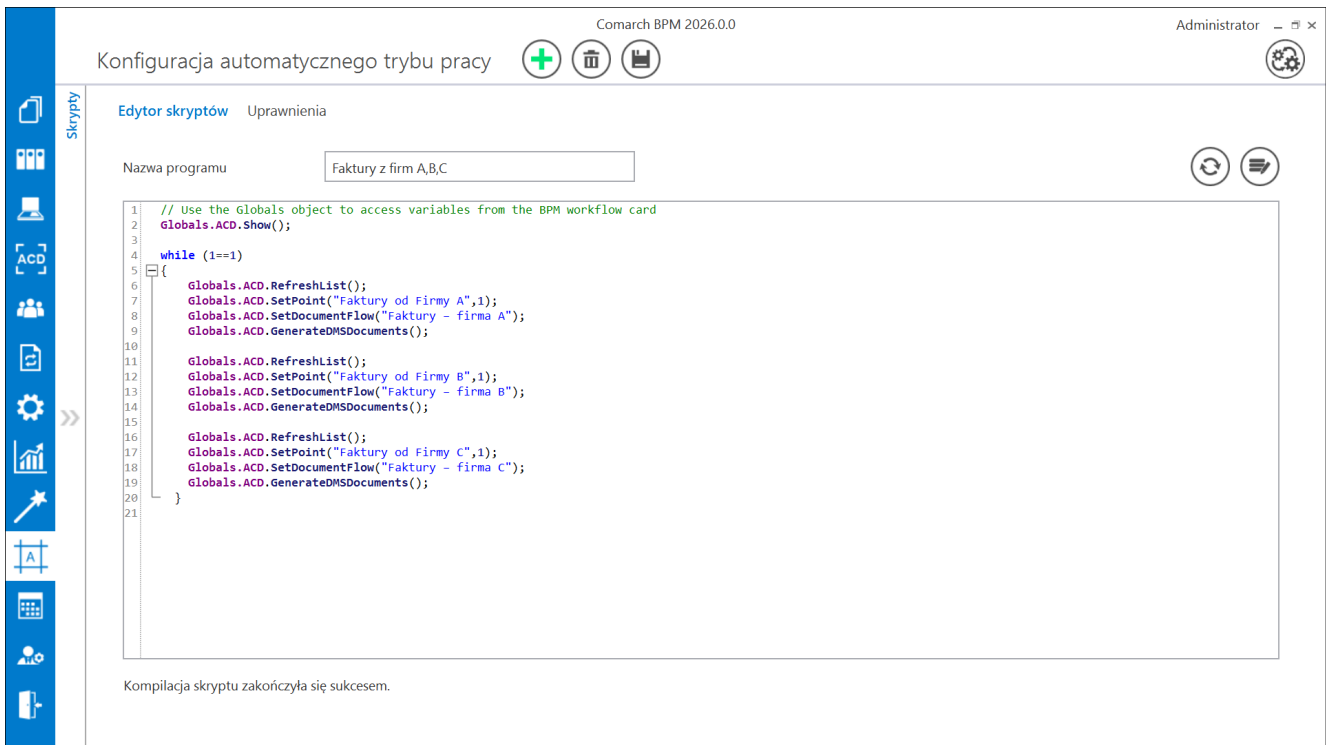 Comarch BPM 2026.0.0
Administrator
Konfiguracja automatycznego trybu pracy
Skrypty
Edytor skryptów Uprawnienia
ACD
Nazwa programu Faktury z firm A,B,C
1 // Use the Globals object to access variables from the BPM workflow card
2 Globals.ACD.Show();
3
4 while (1==1)
5 {
6 Globals.ACD.RefreshList();
7 Globals.ACD.SetPoint("Faktury od Firmy A",1);
8 Globals.ACD.SetDocumentFlow("Faktury – firma A");
9 Globals.ACD.GenerateDMSDocuments();
10
11 Globals.ACD.RefreshList();
12 Globals.ACD.SetPoint("Faktury od Firmy B",1);
13 Globals.ACD.SetDocumentFlow("Faktury – firma B");
14 Globals.ACD.GenerateDMSDocuments();
15
16 Globals.ACD.RefreshList();
17 Globals.ACD.SetPoint("Faktury od Firmy C",1);
18 Globals.ACD.SetDocumentFlow("Faktury – firma C");
19 Globals.ACD.GenerateDMSDocuments();
20 }
21
A
Kompilacja skryptu zakończyła się sukcesem.